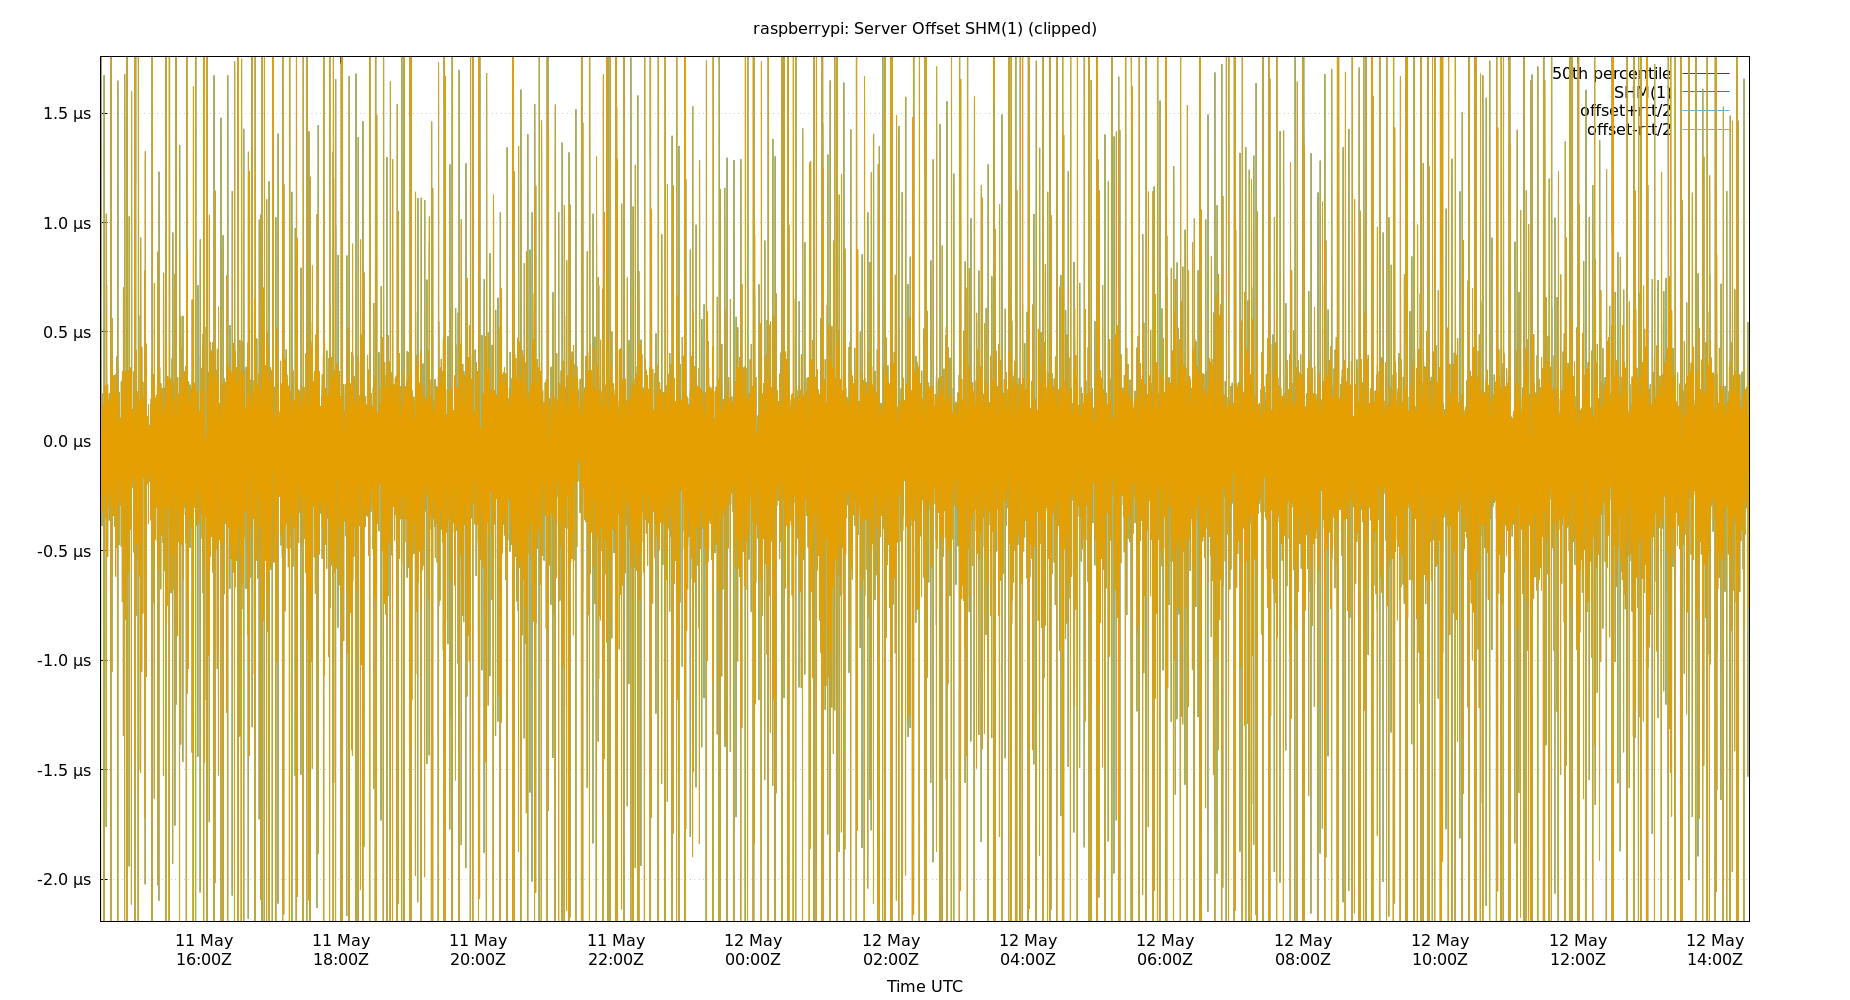 raspberrypi: Server Offset SHM(1) (clipped)
50th percentile
SHM(1)
offset+rtt/2
offset-rtt/2
1.5 µs
1.0 µs
0.5 µs
0.0 µs
-0.5 µs
-1.0 µs
-1.5 µs
-2.0 µs
11 May 11 May 11 May 11 May 12 May 12 May 12 May 12 May 12 May 12 May 12 May 12 May
16:00Z 18:00Z 20:00Z 22:00Z 00:00Z 02:00Z 04:00Z 06:00Z 08:00Z 10:00Z 12:00Z 14:00Z
Time UTC